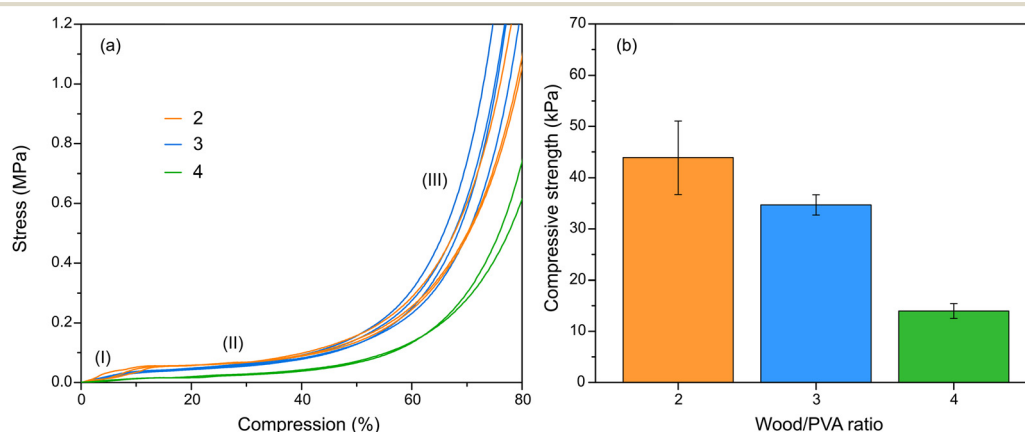 (a)
1.2
1.0
0.8
0.6
0.4
0.2
0.0
Stress (MPa)
2
3
4
(I)
(II)
(III)
0
20
40
60
80
Compression (%)
(b)
70
60
50
40
30
20
10
0
Compressive strength (kPa)
2
3
4
Wood/PVA ratio